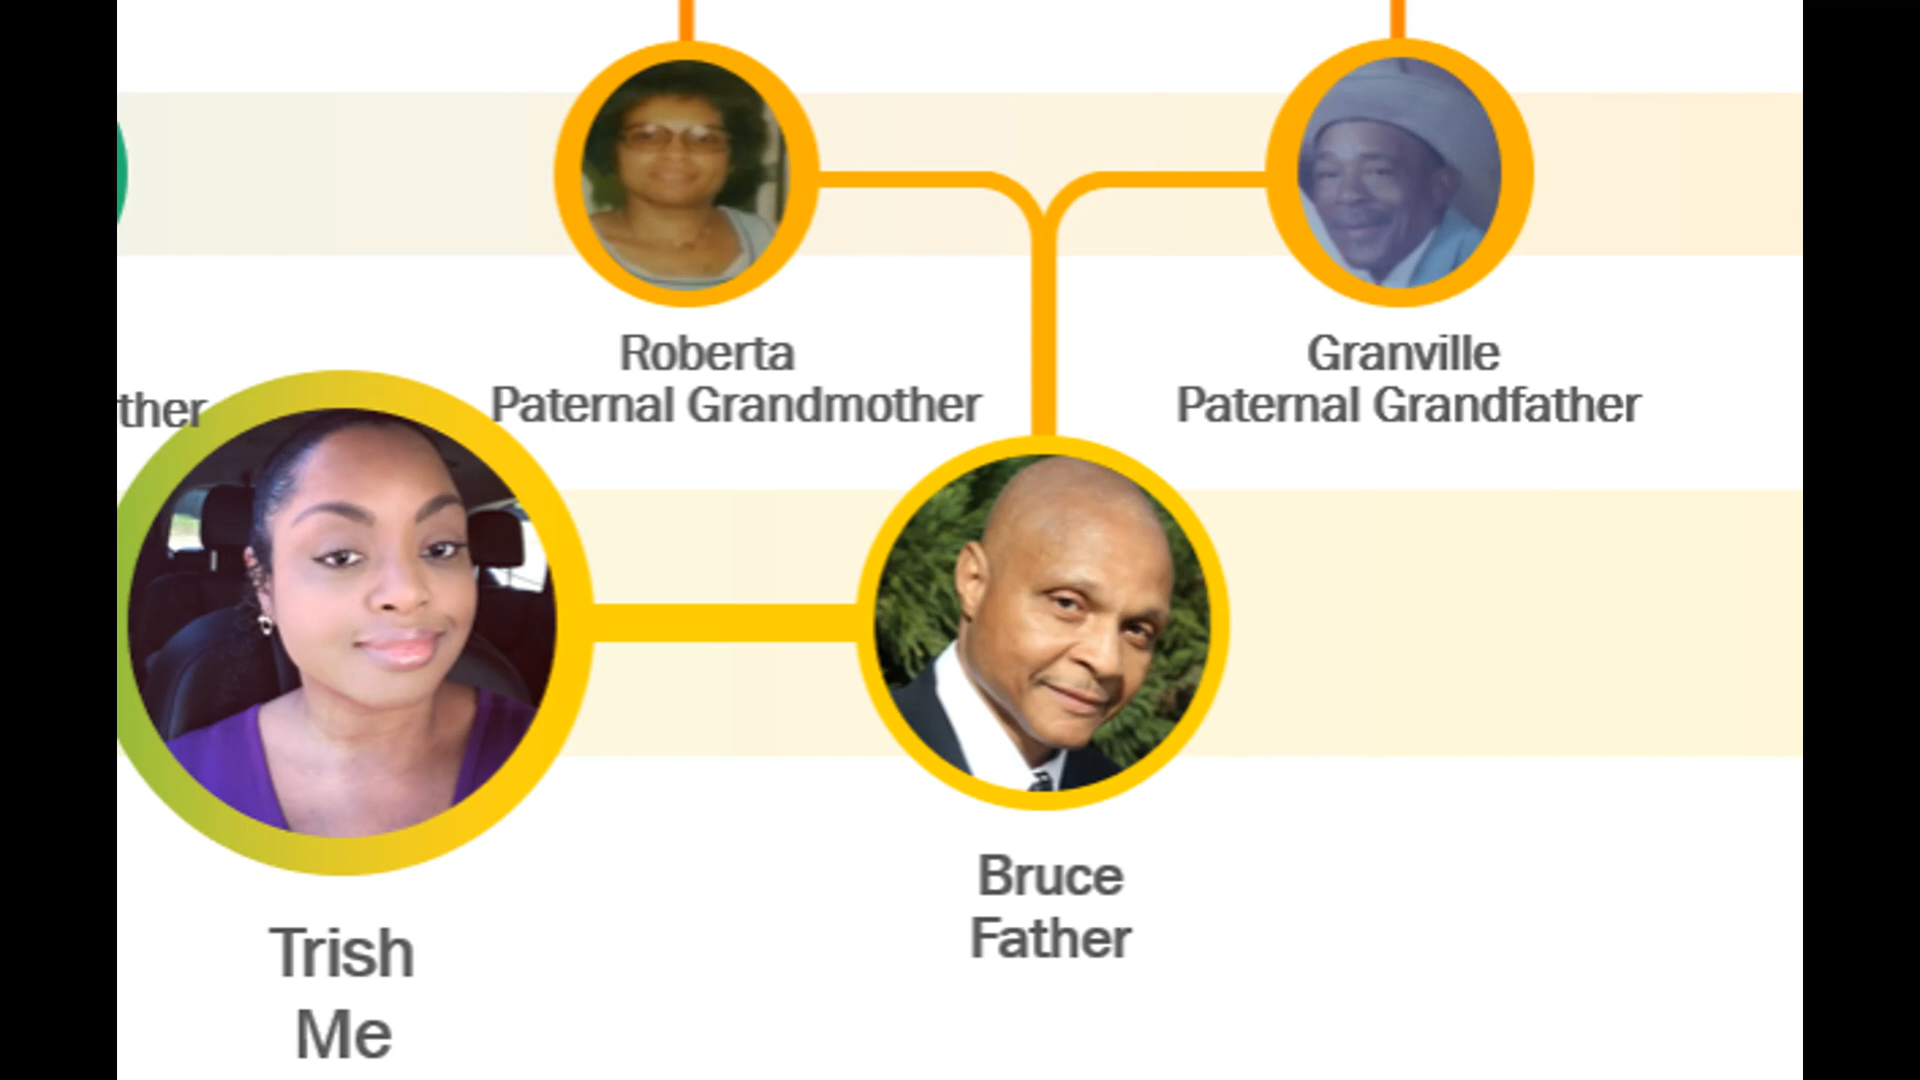 Roberta
Paternal Grandmother
Granville
Paternal Grandfather
ther
Bruce
Father
Trish
Me